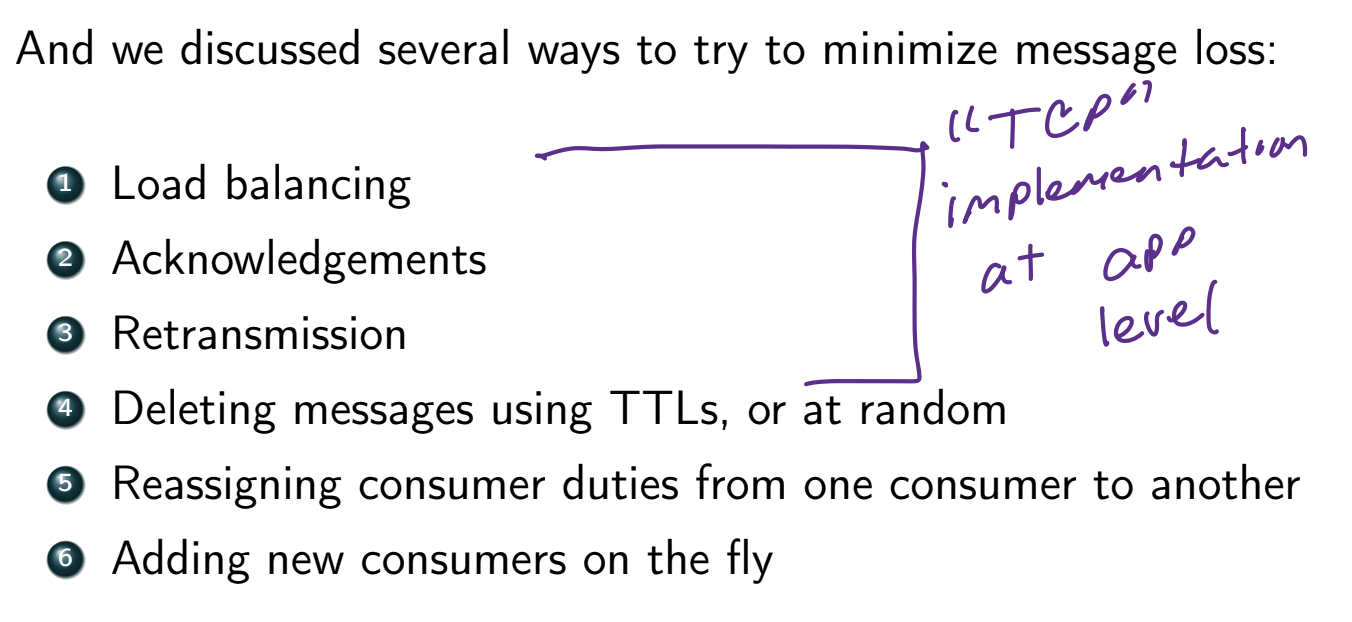 And we discussed several ways to try to minimize message loss:
"TCP"
implementation
at app
level
1 Load balancing
2 Acknowledgements
3 Retransmission
4 Deleting messages using TTLs, or at random
5 Reassigning consumer duties from one consumer to another
6 Adding new consumers on the fly